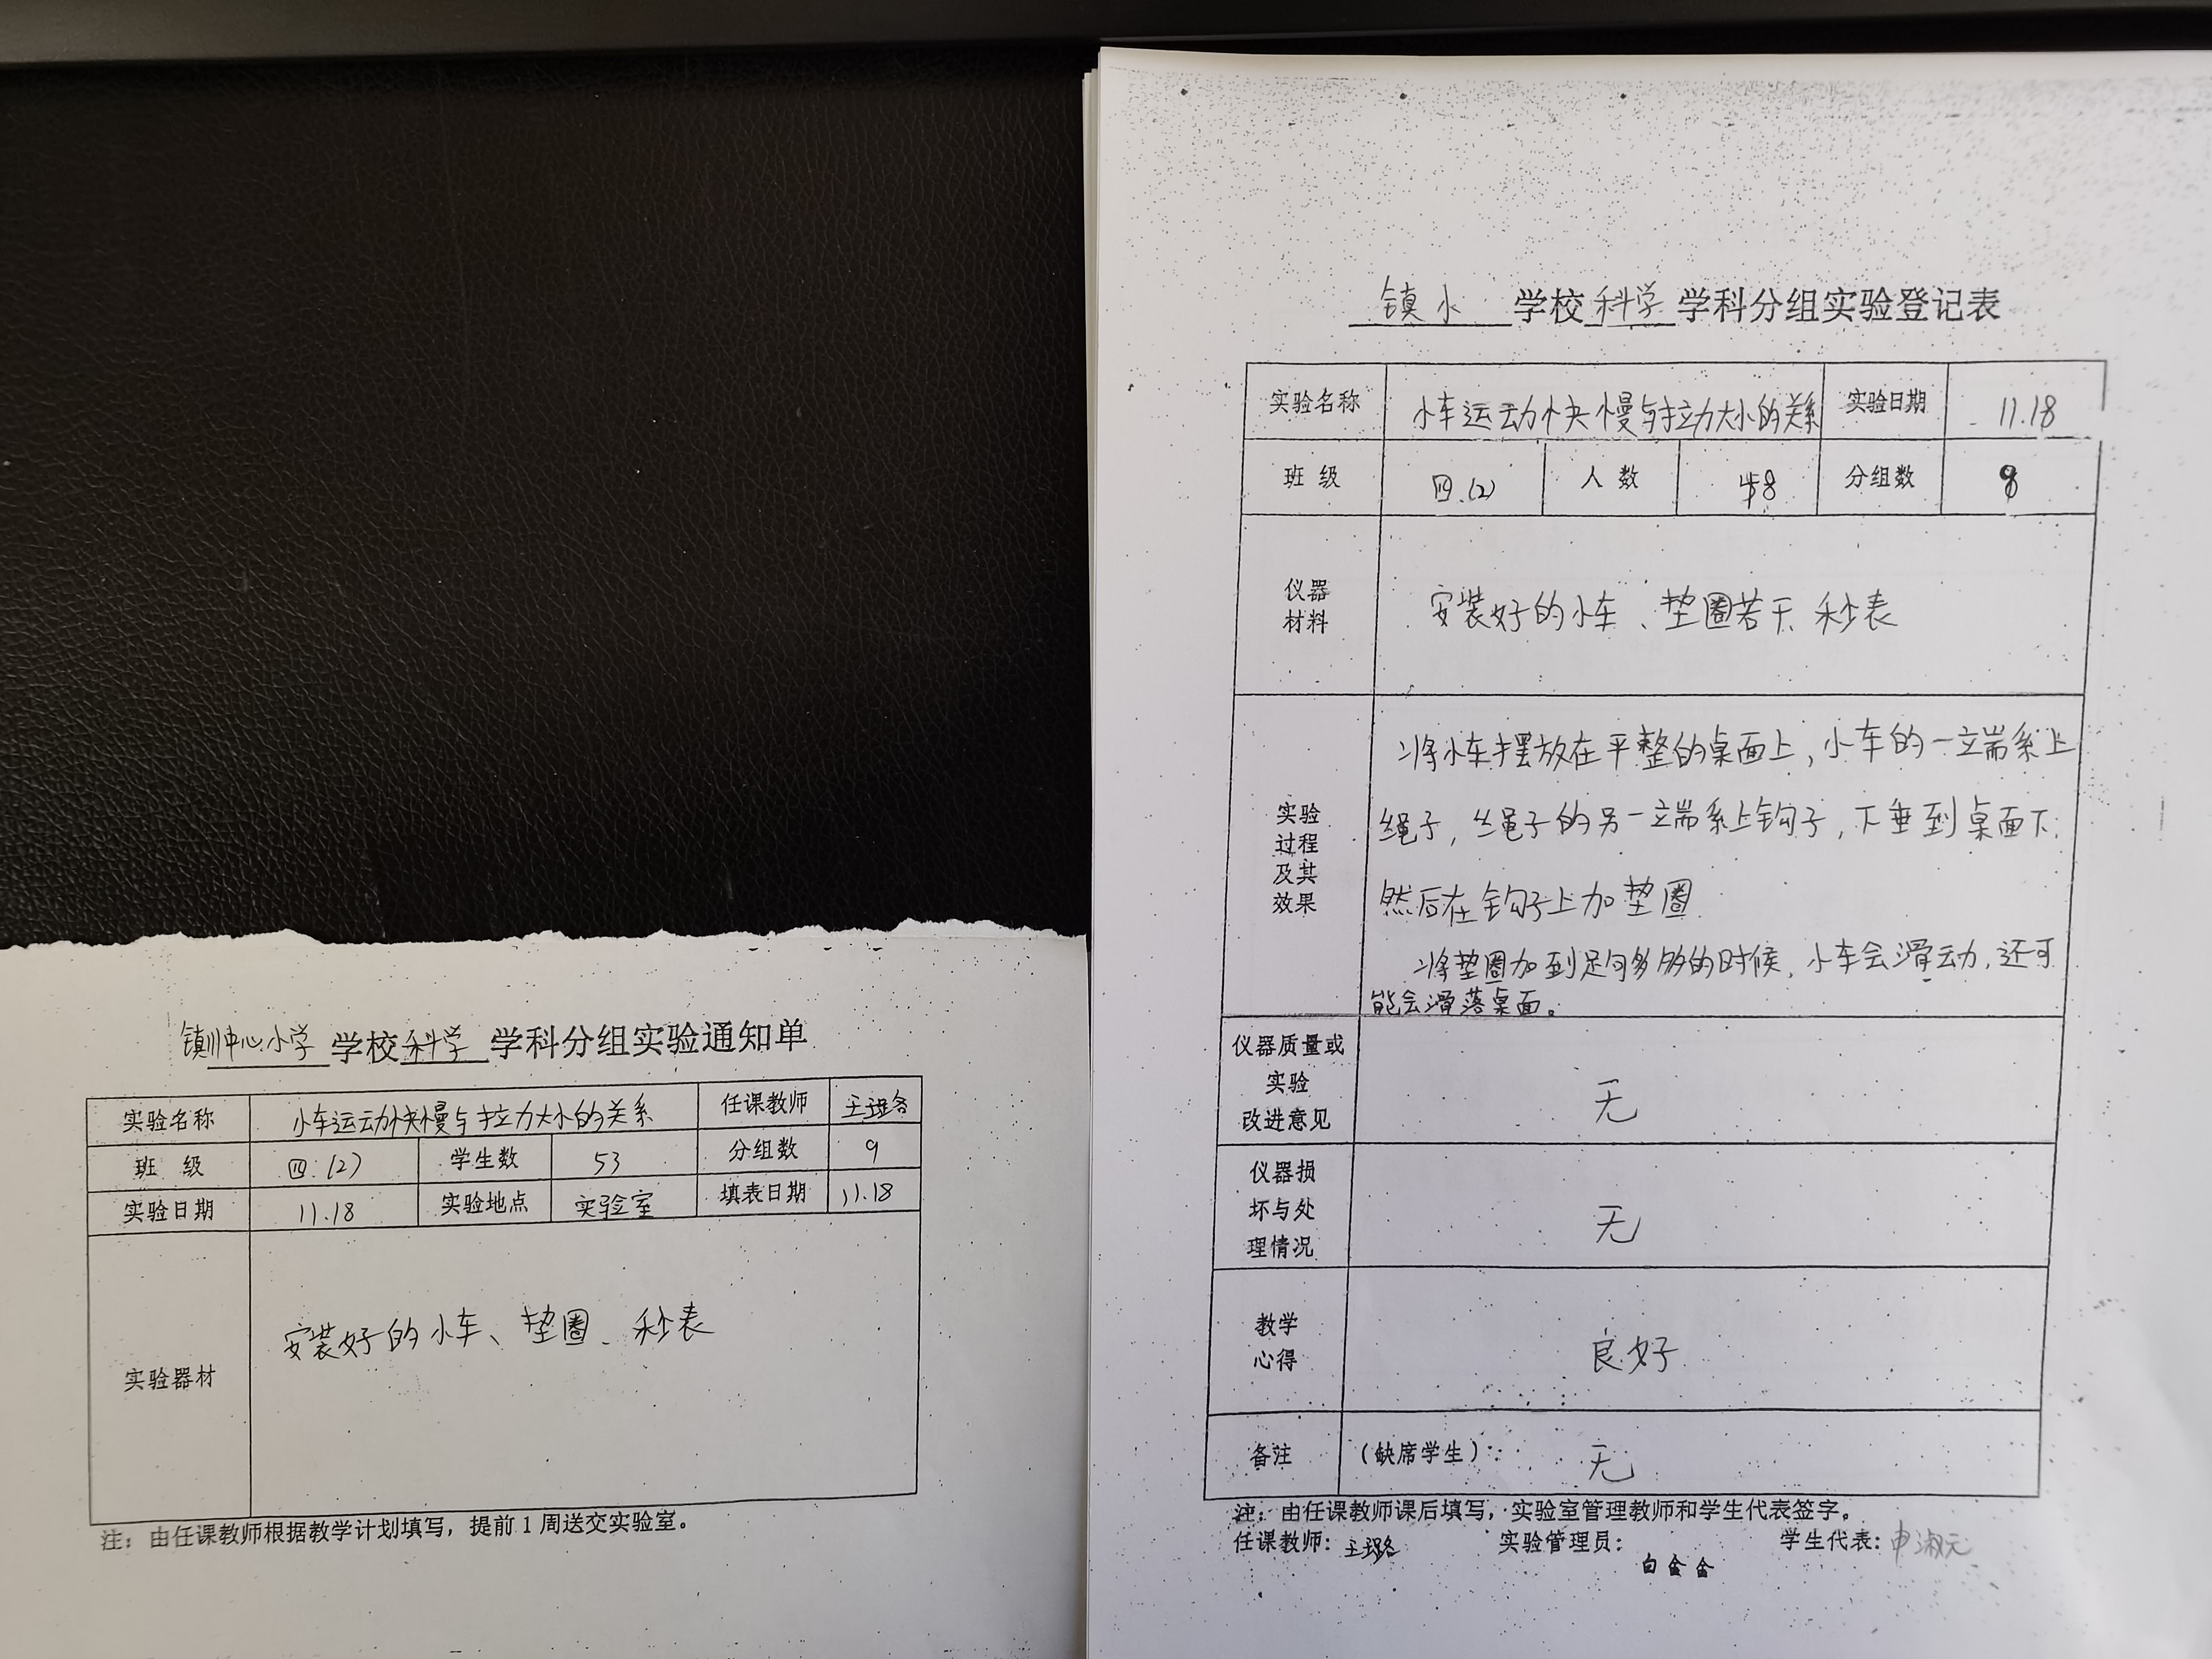 镇川中心小学 学校 科学 学科分组实验通知单
实验名称 小车运动快慢与拉力大小的关系 任课教师
班 级 四.(2) 学生数 53 分组数 9
实验日期 11.18 实验地点 实验室 填表日期 11.18
实验器材 安装好的小车、垫圈、秒表
注：由任课教师根据教学计划填写，提前1周送交实验室。
镇小 学校 科学 学科分组实验登记表
实验名称 小车运动快慢与拉力大小的关系 实验日期 11.18
班 级 四.(2) 人 数 分组数
仪器
材料
安装好的小车、垫圈若干 秒表
实验
过程
及其
效果
将小车摆放在平整的桌面上，小车的一端系上
绳子，绳子的另一端系上钩子，下垂到桌面下.
然后在钩子上加垫圈
将垫圈加到足够多的时候，小车会滑动，还可
能会滑落桌面。
仪器质量或
实验
改进意见
无
仪器损
坏与处
理情况
无
教学
心得
良好
备注 （缺席学生）： 无
注：由任课教师课后填写，实验室管理教师和学生代表签字。
任课教师： 实验管理员： 学生代表：申淑元
白金金